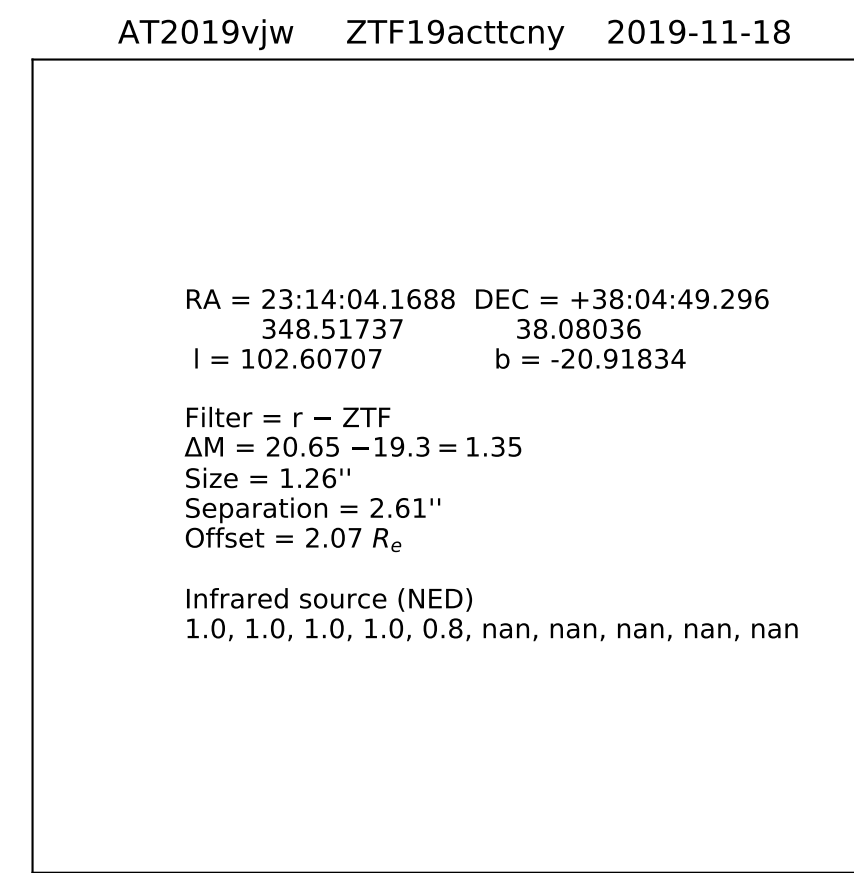 AT2019vjw ZTF19acttcny 2019-11-18
RA = 23:14:04.1688 DEC = +38:04:49.296
348.51737 38.08036
l = 102.60707 b = -20.91834
Filter = r − ZTF
ΔM = 20.65 −19.3 = 1.35
Size = 1.26''
Separation = 2.61''
Offset = 2.07 Re
Infrared source (NED)
1.0, 1.0, 1.0, 1.0, 0.8, nan, nan, nan, nan, nan